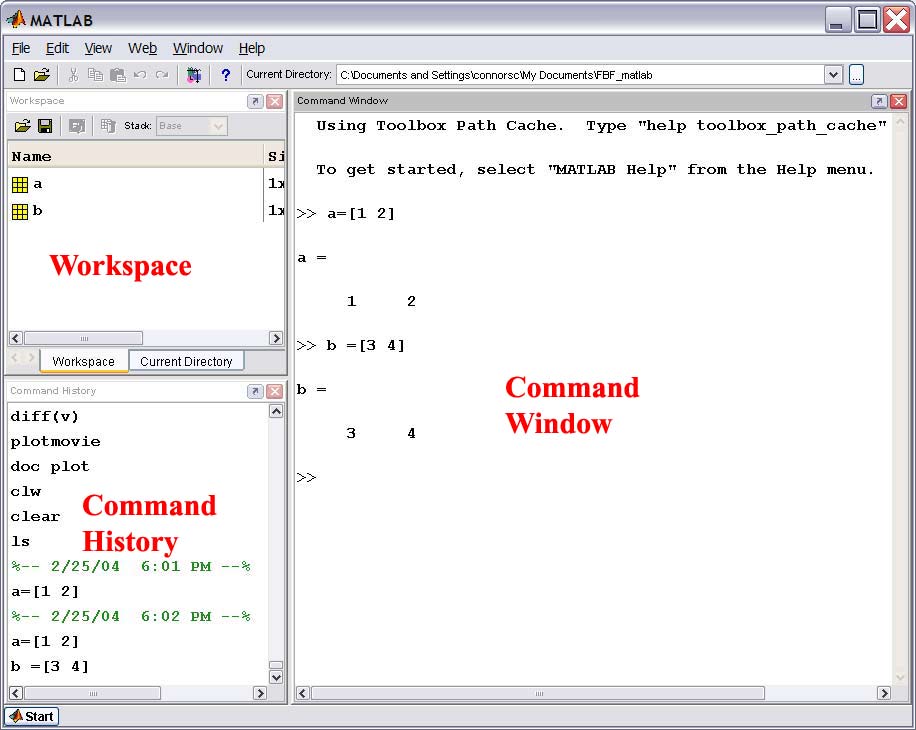 MATLAB
File Edit View Web Window Help
? Current Directory: C:\Documents and Settings\connorsc\My Documents\FBF_matlab ...
Workspace
Stack: Base
Name Si
a 1x
b 1x
Workspace
Workspace Current Directory
Command History
diff(v)
plotmovie
doc plot
clw
clear
ls
%-- 2/25/04 6:01 PM --%
a=[1 2]
%-- 2/25/04 6:02 PM --%
a=[1 2]
b =[3 4]
Command
History
Command Window
Using Toolbox Path Cache. Type "help toolbox_path_cache"
To get started, select "MATLAB Help" from the Help menu.
>> a=[1 2]
a =
1 2
>> b =[3 4]
b =
3 4
>>
Command
Window
Start